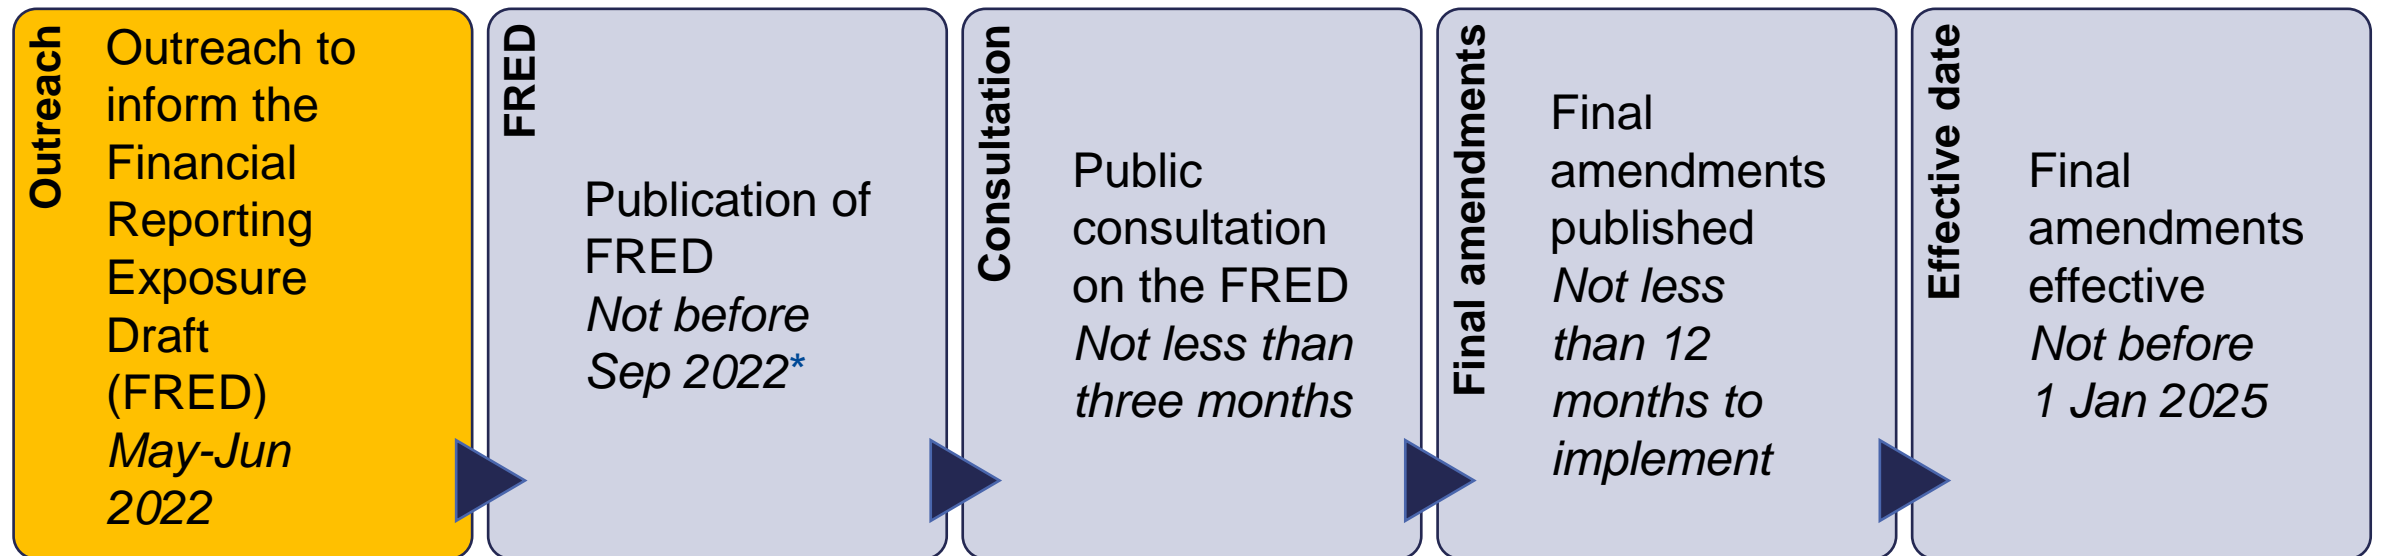 Outreach
Outreach to
inform the
Financial
Reporting
Exposure
Draft
(FRED)
May-Jun
2022
FRED
Publication of
FRED
Not before
Sep 2022*
Consultation
Public
consultation
on the FRED
Not less than
three months
Final amendments
Final
amendments
published
Not less
than 12
months to
implement
Effective date
Final
amendments
effective
Not before
1 Jan 2025